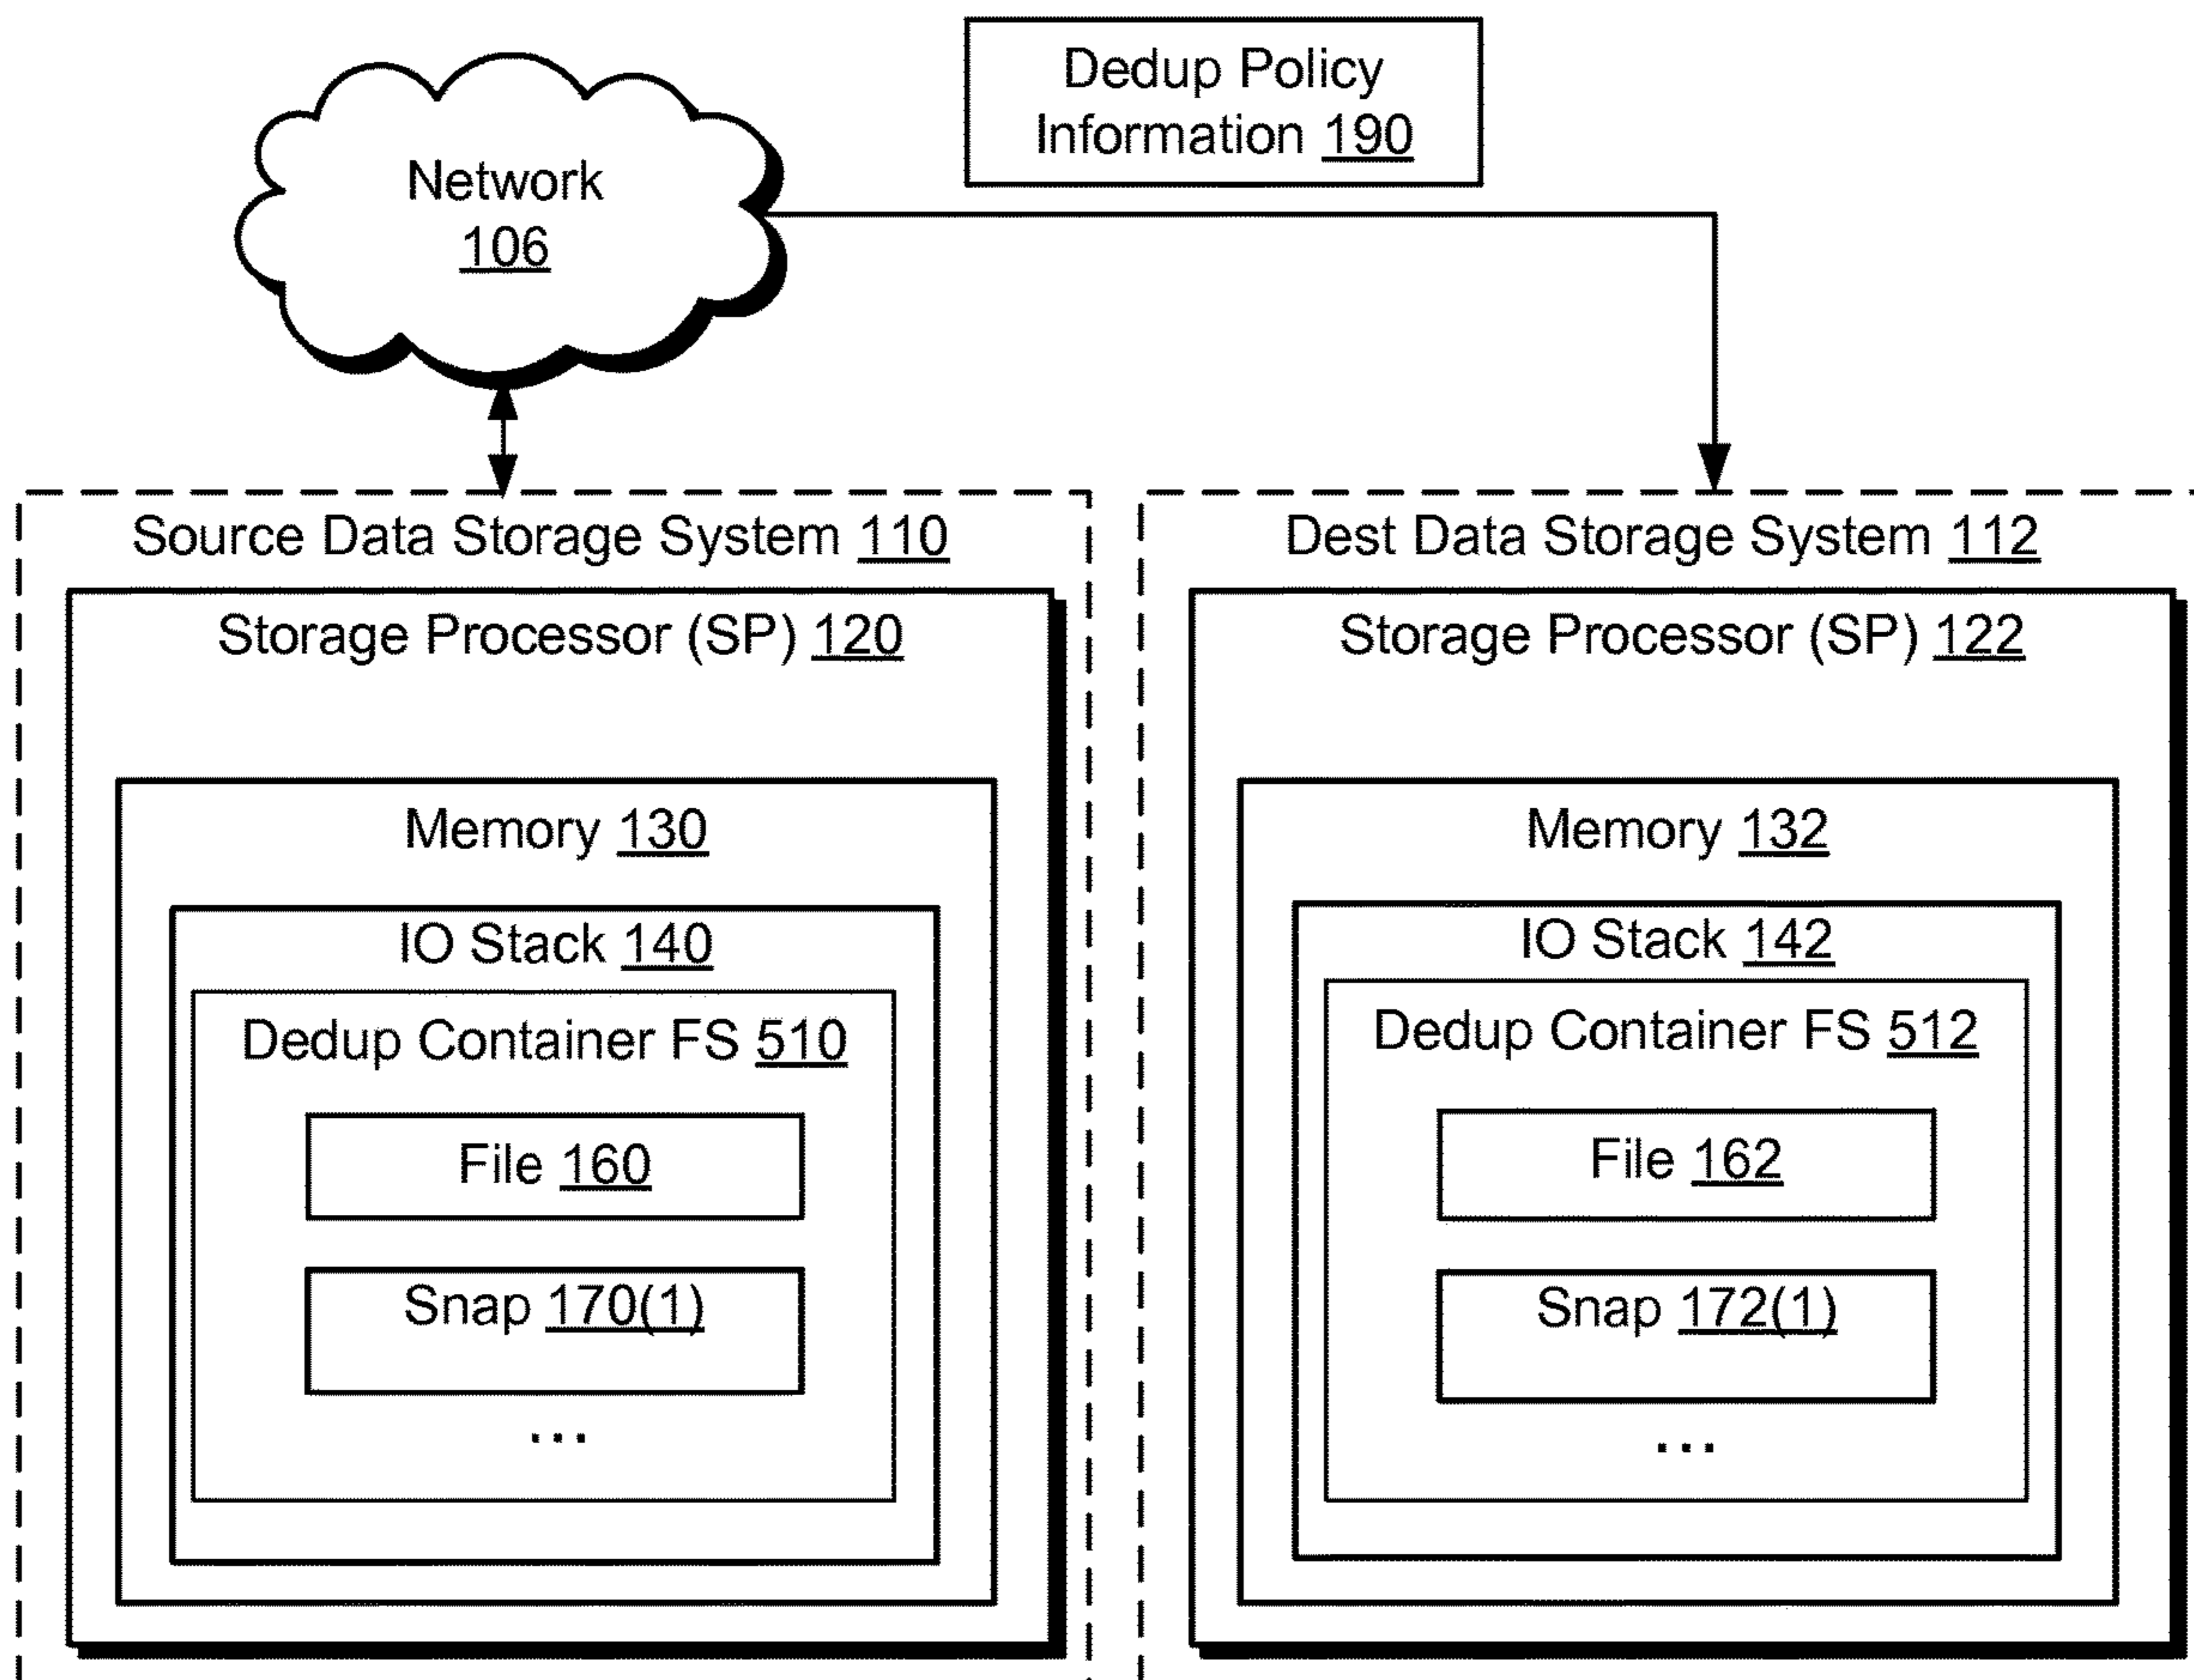 Dedup Policy
Information 190
Network
106
Source Data Storage System 110
Storage Processor (SP) 120
Memory 130
IO Stack 140
Dedup Container FS 510
File 160
Snap 170(1)
...
Dest Data Storage System 112
Storage Processor (SP) 122
Memory 132
IO Stack 142
Dedup Container FS 512
File 162
Snap 172(1)
...